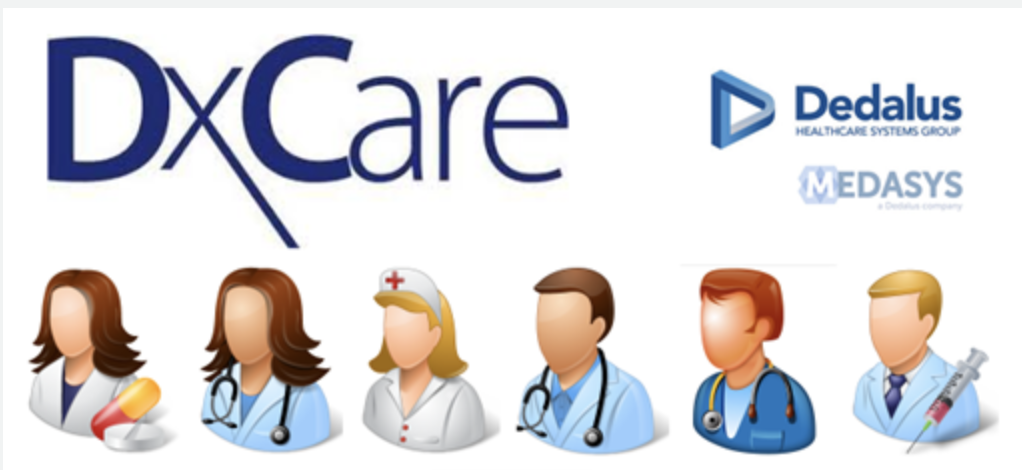 DxCare
Dedalus
HEALTHCARE SYSTEMS GROUP
MEDASYS
a Dedalus company